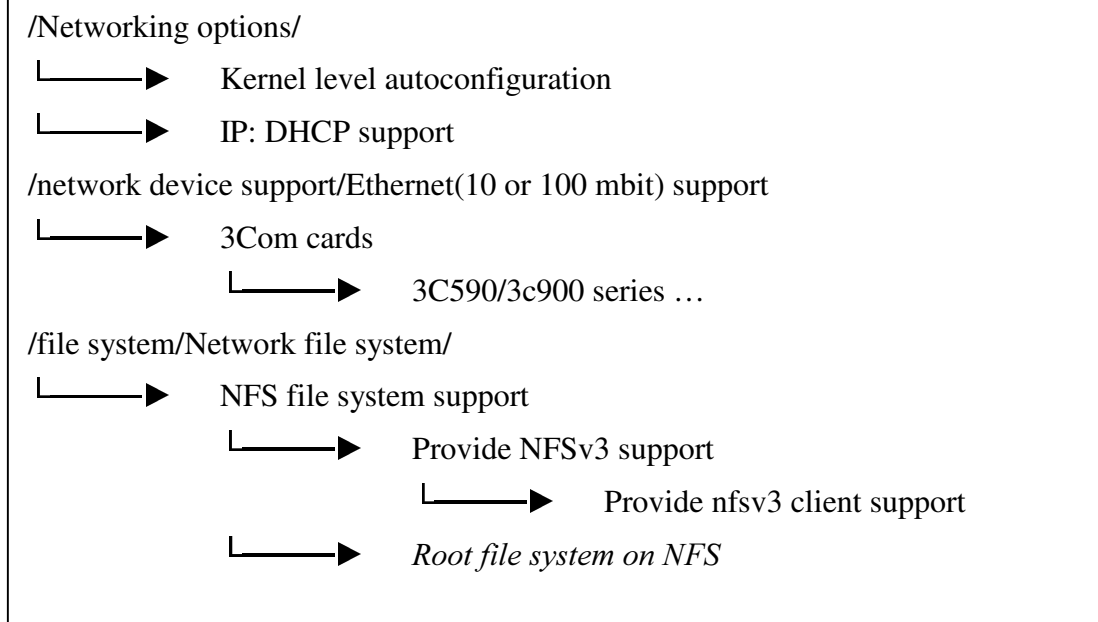 /Networking options/
Kernel level autoconfiguration
IP: DHCP support
/network device support/Ethernet(10 or 100 mbit) support
3Com cards
3C590/3c900 series …
/file system/Network file system/
NFS file system support
Provide NFSv3 support
Provide nfsv3 client support
Root file system on NFS